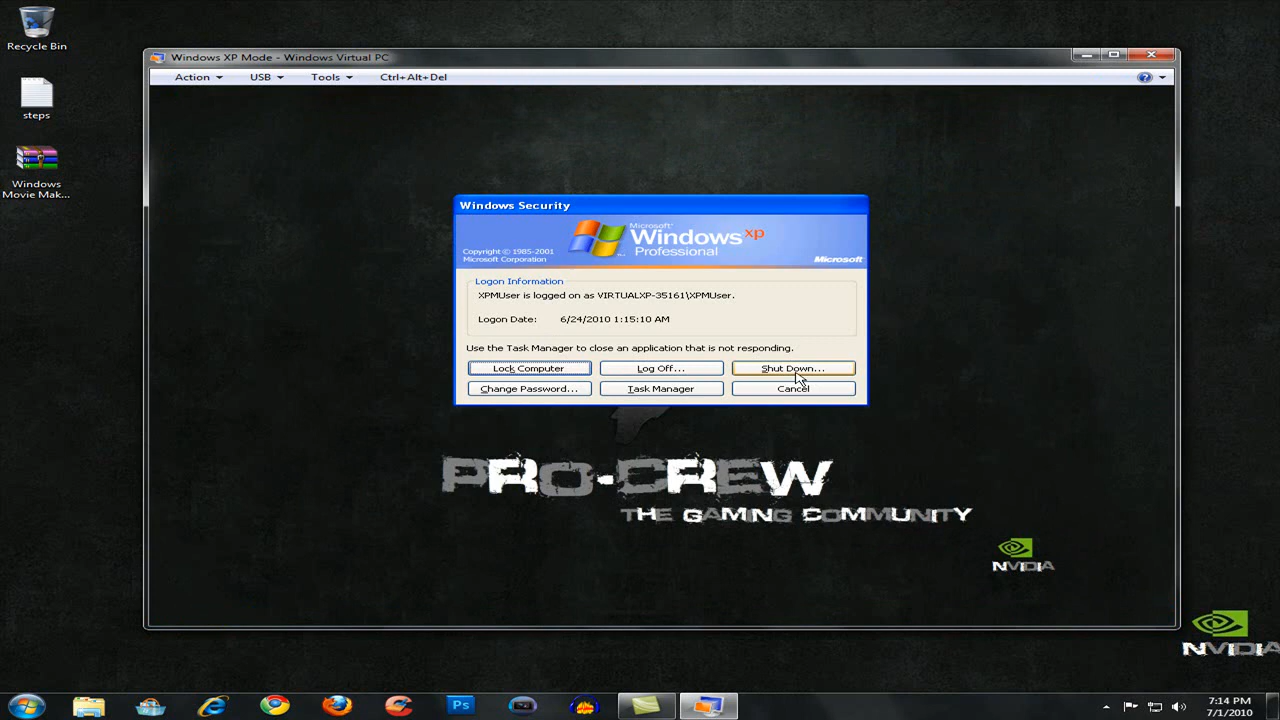 Recycle Bin
steps
Windows
Movie Mak...
Windows XP Mode - Windows Virtual PC
Action USB Tools Ctrl+Alt+Del
Windows Security
Microsoft
Windows xp
Professional
Copyright © 1985-2001
Microsoft Corporation
Microsoft
Logon Information
XPMUser is logged on as VIRTUALXP-35161\XPMUser.
Logon Date: 6/24/2010 1:15:10 AM
Use the Task Manager to close an application that is not responding.
Lock Computer Log Off... Shut Down...
Change Password... Task Manager Cancel
PRO-CREW
THE GAMING COMMUNITY
NVIDIA
NVIDIA
Ps
7:14 PM
7/1/2010